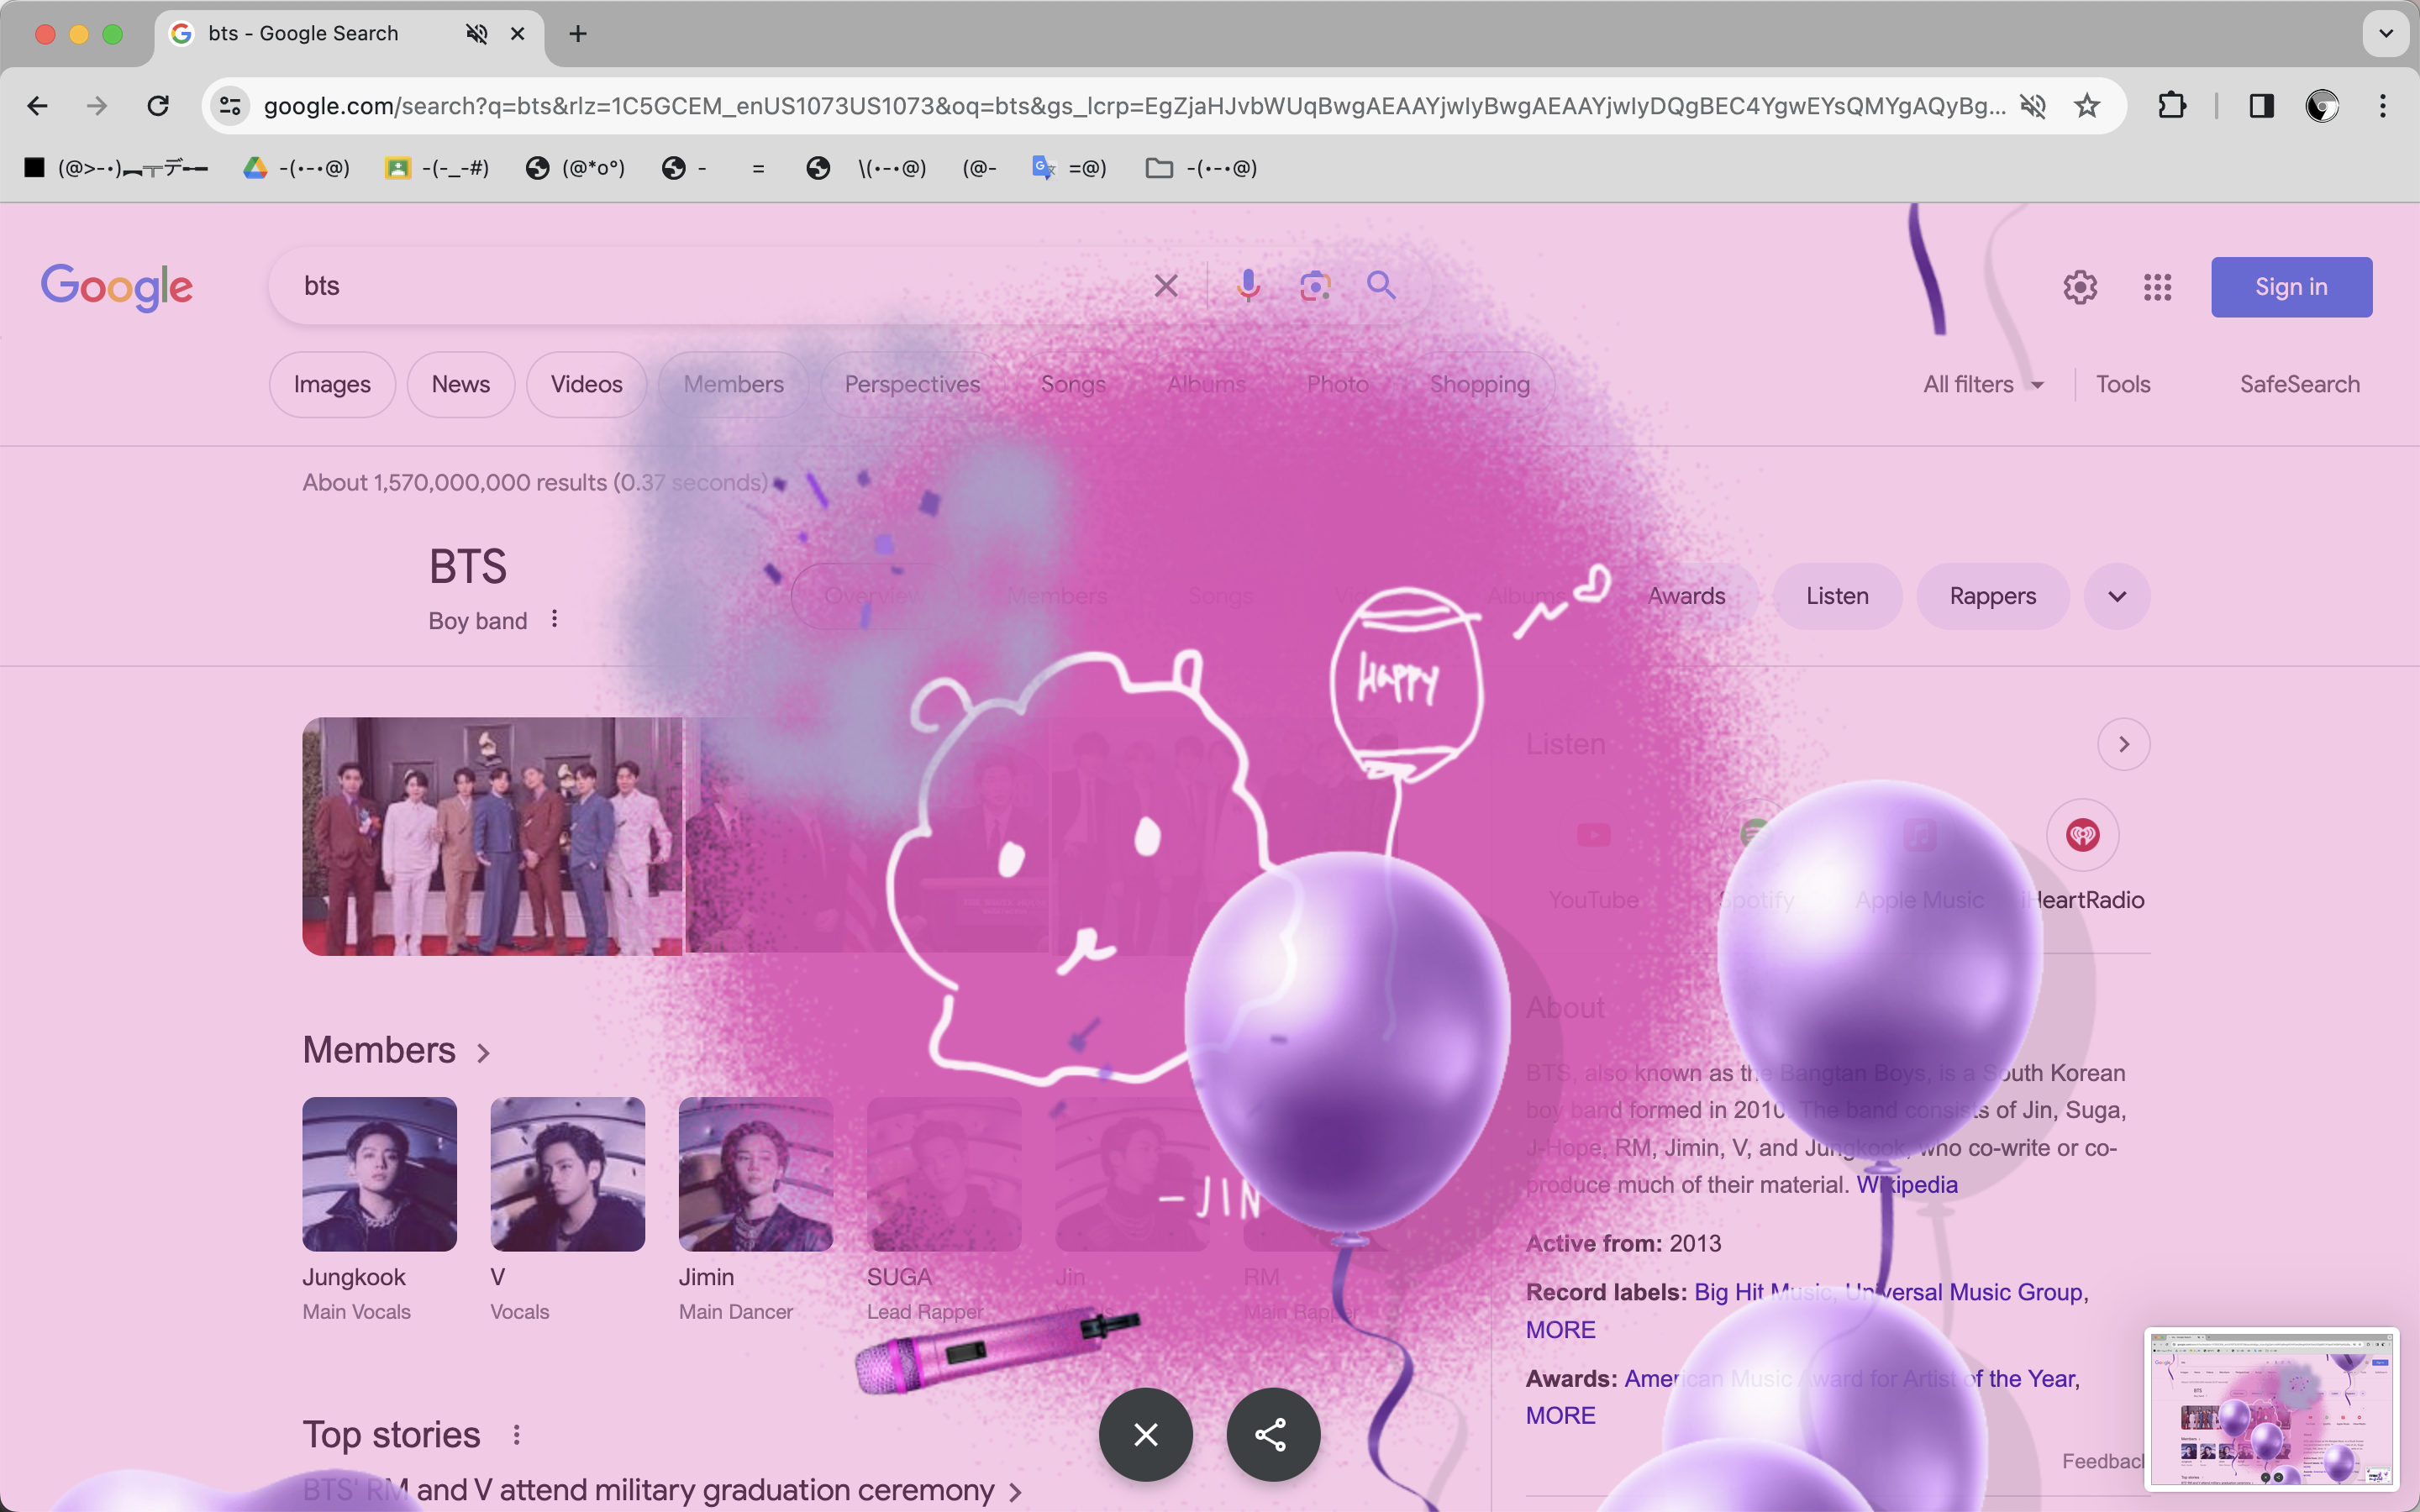 bts - Google Search
google.com/search?q=bts&rlz=1C5GCEM_enUS1073US1073&oq=bts&gs_lcrp=EgZjaHJvbWUqBwgAEAAYjwIyBwgAEAAYjwIyDQgBEC4YgwEYsQMYgAQyBg...
(@>-•)︻╦デ╾━ -(•-•@) -(-_-#) (@*o°) - = \(•-•@) (@- =@) -(•-•@)
Google bts Sign in
Images News Videos Members Perspectives Songs Albums Photo Shopping All filters Tools SafeSearch
About 1,570,000,000 results (0.37 seconds)
BTS
Boy band
Overview Members Songs Albums Awards Listen Rappers
Happy
Listen
YouTube Spotify Apple Music iHeartRadio
About
BTS, also known as the Bangtan Boys, is a South Korean
boy band formed in 2010. The band consists of Jin, Suga,
J-Hope, RM, Jimin, V, and Jungkook, who co-write or co-
produce much of their material. Wikipedia
Active from: 2013
Record labels: Big Hit Music, Universal Music Group,
MORE
Awards: American Music Award for Artist of the Year,
MORE
Feedback
- JIN
Members
Jungkook V Jimin SUGA Jin RM
Main Vocals Vocals Main Dancer Lead Rapper Main Rapper
Top stories
BTS' RM and V attend military graduation ceremony